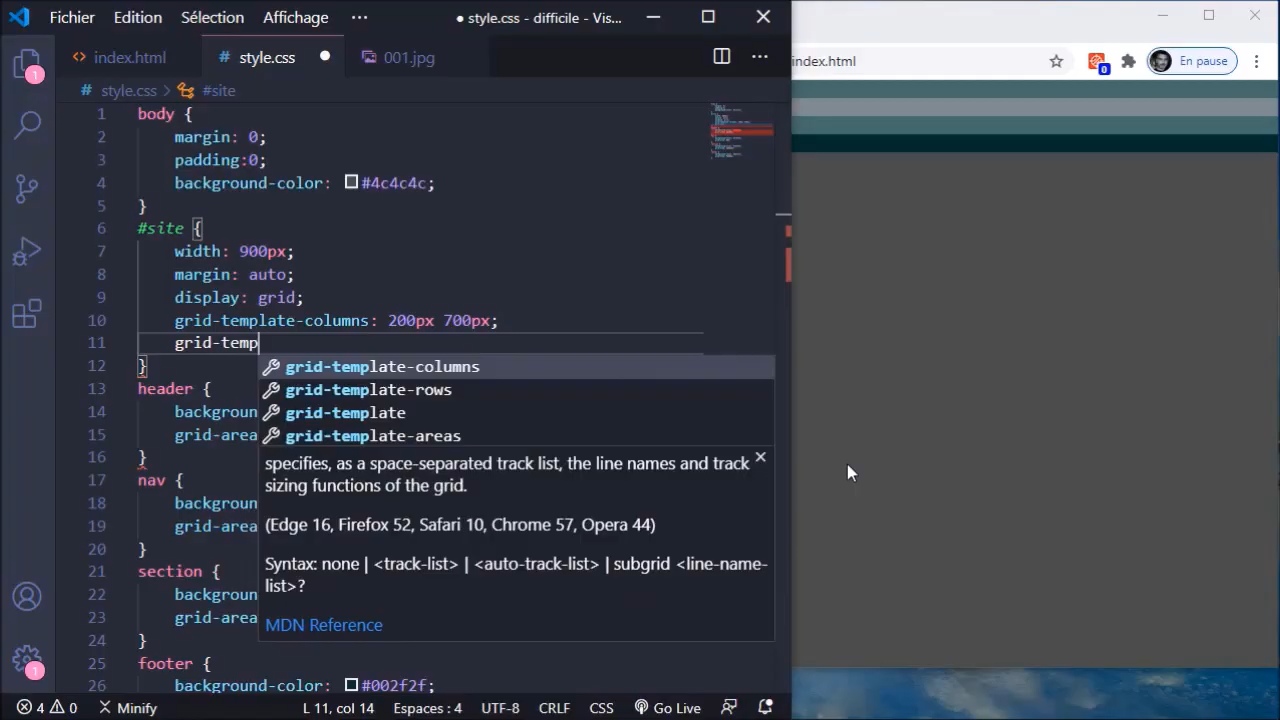 Fichier Edition Sélection Affichage ··· ● style.css - difficile - Vis...
index.html style.css 001.jpg ···
index.html En pause
0
1
# style.css > #site
1 body {
2 margin: 0;
3 padding:0;
4 background-color: #4c4c4c;
5 }
6 #site {
7 width: 900px;
8 margin: auto;
9 display: grid;
10 grid-template-columns: 200px 700px;
11 grid-temp
12 }
grid-template-columns
13 header {
grid-template-rows
14 backgroun
grid-template
15 grid-area
grid-template-areas
16 }
specifies, as a space-separated track list, the line names and track
17 nav {
sizing functions of the grid.
18 backgroun
19 grid-area
(Edge 16, Firefox 52, Safari 10, Chrome 57, Opera 44)
20 }
21 section {
Syntax: none | <track-list> | <auto-track-list> | subgrid <line-name-
list>?
22 backgroun
23 grid-area
MDN Reference
24 }
25 footer {
26 background-color: #002f2f;
1
4 0 Minify L 11, col 14 Espaces : 4 UTF-8 CRLF CSS Go Live